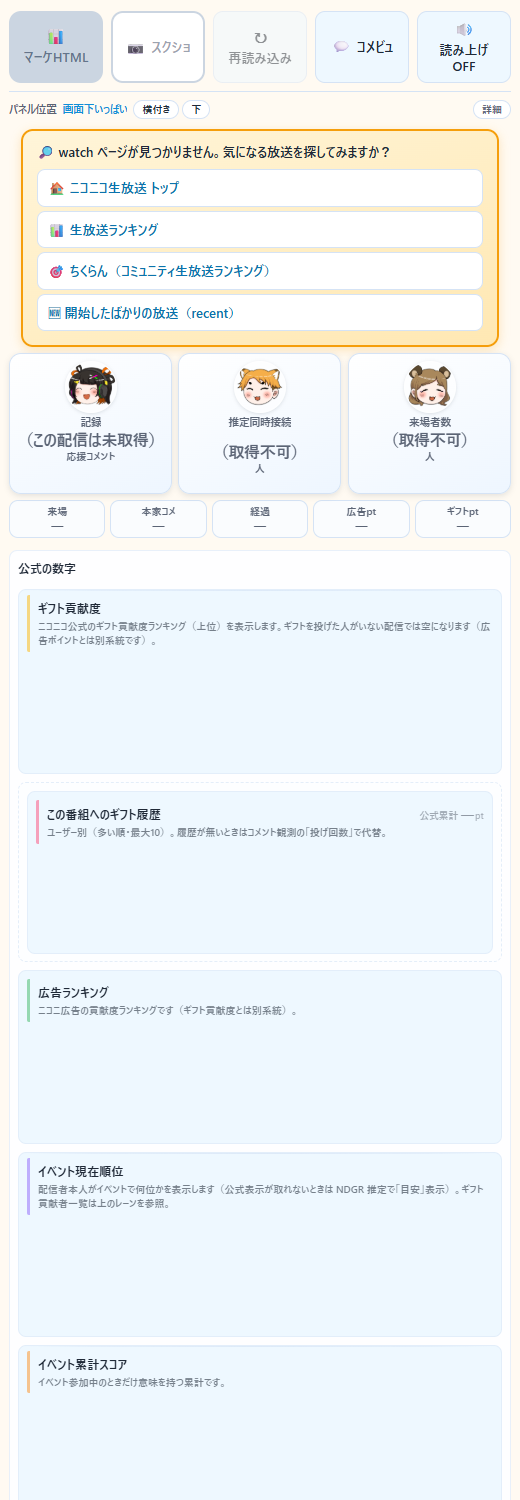 マーケHTML
スクショ
再読み込み
コメビュ
読み上げ
OFF
パネル位置 画面下いっぱい 横付き 下 詳細
watch ページが見つかりません。気になる放送を探してみますか？
ニコニコ生放送 トップ
生放送ランキング
ちくらん（コミュニティ生放送ランキング）
NEW 開始したばかりの放送（recent）
記録
（この配信は未取得）
応援コメント
推定同時接続
（取得不可）
人
来場者数
（取得不可）
人
来場
—
本家コメ
—
経過
—
広告pt
—
ギフトpt
—
公式の数字
ギフト貢献度
ニコニコ公式のギフト貢献度ランキング（上位）を表示します。ギフトを投げた人がいない配信では空になります（広
告ポイントとは別系統です）。
この番組へのギフト履歴 公式累計 —pt
ユーザー別（多い順・最大10）。履歴が無いときはコメント観測の「投げ回数」で代替。
広告ランキング
ニコニ広告の貢献度ランキングです（ギフト貢献度とは別系統）。
イベント現在順位
配信者本人がイベントで何位かを表示します（公式表示が取れないときは NDGR 推定で「目安」表示）。ギフト
貢献者一覧は上のレーンを参照。
イベント累計スコア
イベント参加中のときだけ意味を持つ累計です。